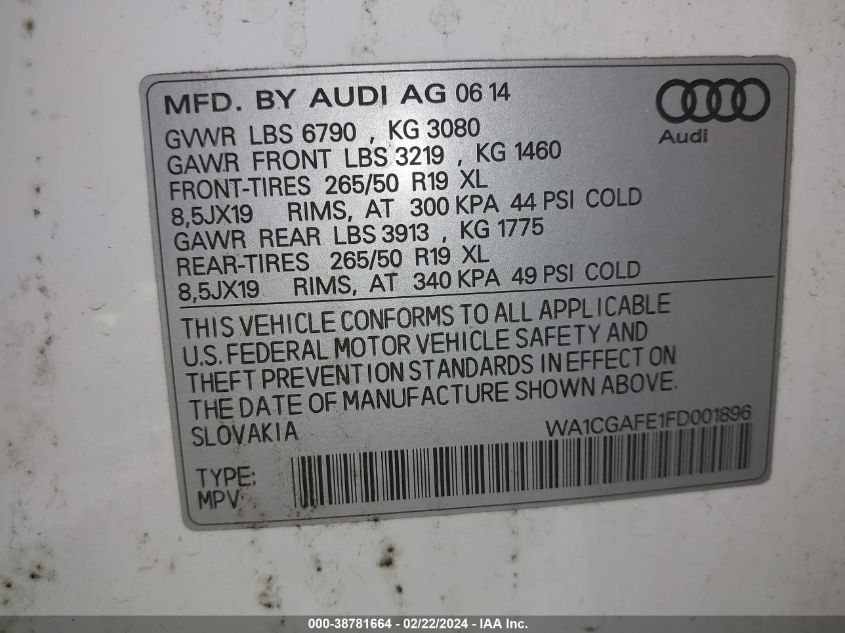 MFD. BY AUDI AG 06 14
Audi
GVWR LBS 6790 , KG 3080
GAWR FRONT LBS 3219 , KG 1460
FRONT-TIRES 265/50 R19 XL
8,5JX19 RIMS, AT 300 KPA 44 PSI COLD
GAWR REAR LBS 3913 , KG 1775
REAR-TIRES 265/50 R19 XL
8,5JX19 RIMS, AT 340 KPA 49 PSI COLD
THIS VEHICLE CONFORMS TO ALL APPLICABLE
U.S. FEDERAL MOTOR VEHICLE SAFETY AND
THEFT PREVENTION STANDARDS IN EFFECT ON
THE DATE OF MANUFACTURE SHOWN ABOVE.
SLOVAKIA
WA1CGAFE1FD001896
TYPE:
MPV
000-38781664 - 02/22/2024 - IAA Inc.